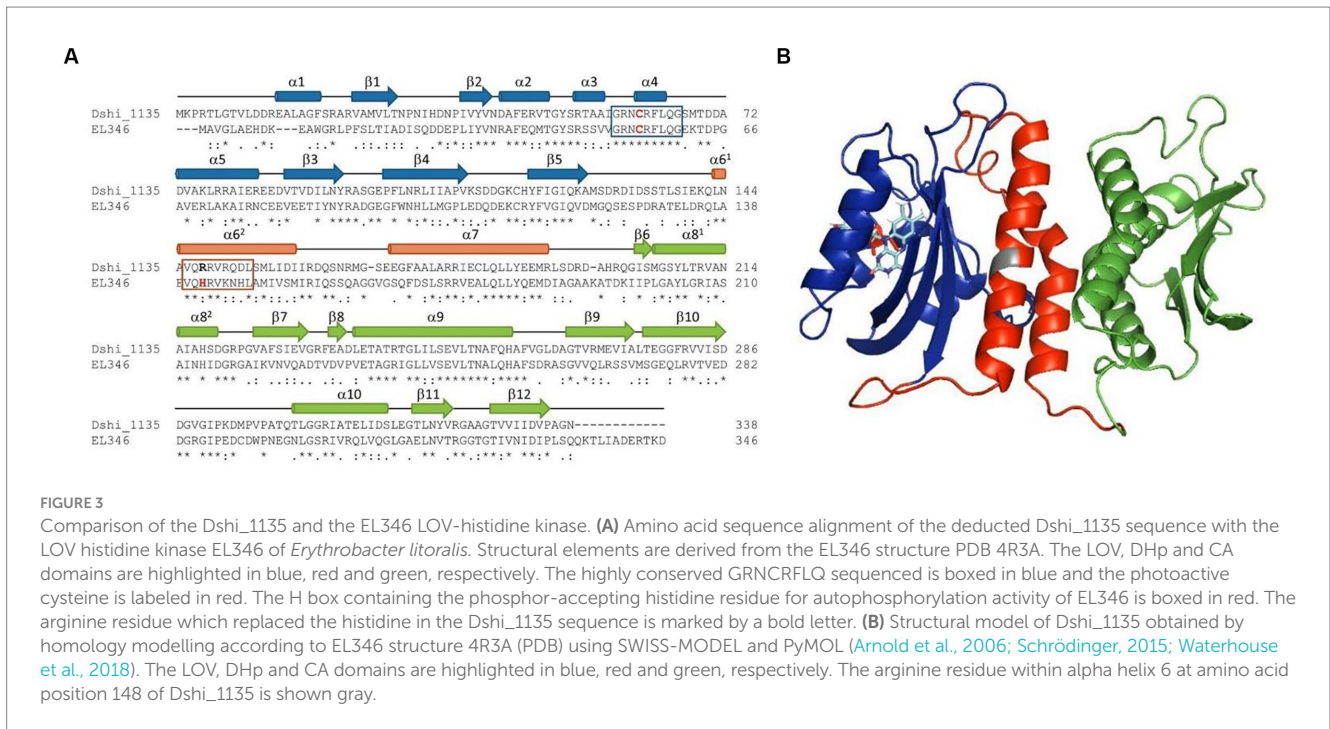 A
B
α1 β1 β2 α2 α3 α4
Dshi_1135 MKPRTLGTVLDDREALAGFSRARVAMVLTNPNIHDNPIVYVNDAFERVTGYSRTAAIGRNCRFLQGSMTDDA 72
EL346 ---MAVGLAEHDK---EAWGRLPFSLTIADISQDDEPLIYVNRAFEQMTGYSRSSVVGRNCRFLQGEKTDPG 66
α5 β3 β4 β5 α6¹
Dshi_1135 DVAKLRRAIEREEDVTVDILNYRASGEPFLNRLIIAPVKSDDGKCHYFIGIQKAMSDRDIDSSTLSIEKQLN 144
EL346 AVERLAKAIRNCEEVEETIYNYRADGEGFWNHLLMGPLEDQDEKCRYFVGIQVDMGQSESPDRATELDRQLA 138
α6² α7 β6 α8¹
Dshi_1135 AVQRRVRQDLSMLIDIIRDQSNRMG-SEEGFAALARRIECLQLLYEEMRLSDRD-AHRQGISMGSYLTRVAN 214
EL346 EVQHRVKNHLAMIVSMIRIQSSQAGGVGSQFDSLSRRVEALQLLYQEMDIAGAAKATDKIIPLGAYLGRIAS 210
α8² β7 β8 α9 β9 β10
Dshi_1135 AIAHSDGRPGVAFSIEVGRFEADLETATRTGLILSEVLTNAFQHAFVGLDAGTVRMEVIALTEGGFRVVISD 286
EL346 AINHIDGRGAIKVNVQADTVDVPVETAGRIGLLVSEVLTNALQHAFSDRASGVVQLRSSVMSGEQLRVTVED 282
α10 β11 β12
Dshi_1135 DGVGIPKDMPVPATQTLGGRIATELIDSLEGTLNYVRGAAGTVVIIDVPAGN------------ 338
EL346 DGRGIPEDCDWPNEGNLGSRIVRQLVQGLGAELNVTRGGTGTIVNIDIPLSQQKTLIADERTKD 346
FIGURE 3
Comparison of the Dshi_1135 and the EL346 LOV-histidine kinase. (A) Amino acid sequence alignment of the deducted Dshi_1135 sequence with the
LOV histidine kinase EL346 of Erythrobacter litoralis. Structural elements are derived from the EL346 structure PDB 4R3A. The LOV, DHp and CA
domains are highlighted in blue, red and green, respectively. The highly conserved GRNCRFLQ sequenced is boxed in blue and the photoactive
cysteine is labeled in red. The H box containing the phosphor-accepting histidine residue for autophosphorylation activity of EL346 is boxed in red. The
arginine residue which replaced the histidine in the Dshi_1135 sequence is marked by a bold letter. (B) Structural model of Dshi_1135 obtained by
homology modelling according to EL346 structure 4R3A (PDB) using SWISS-MODEL and PyMOL (Arnold et al., 2006; Schrödinger, 2015; Waterhouse
et al., 2018). The LOV, DHp and CA domains are highlighted in blue, red and green, respectively. The arginine residue within alpha helix 6 at amino acid
position 148 of Dshi_1135 is shown gray.